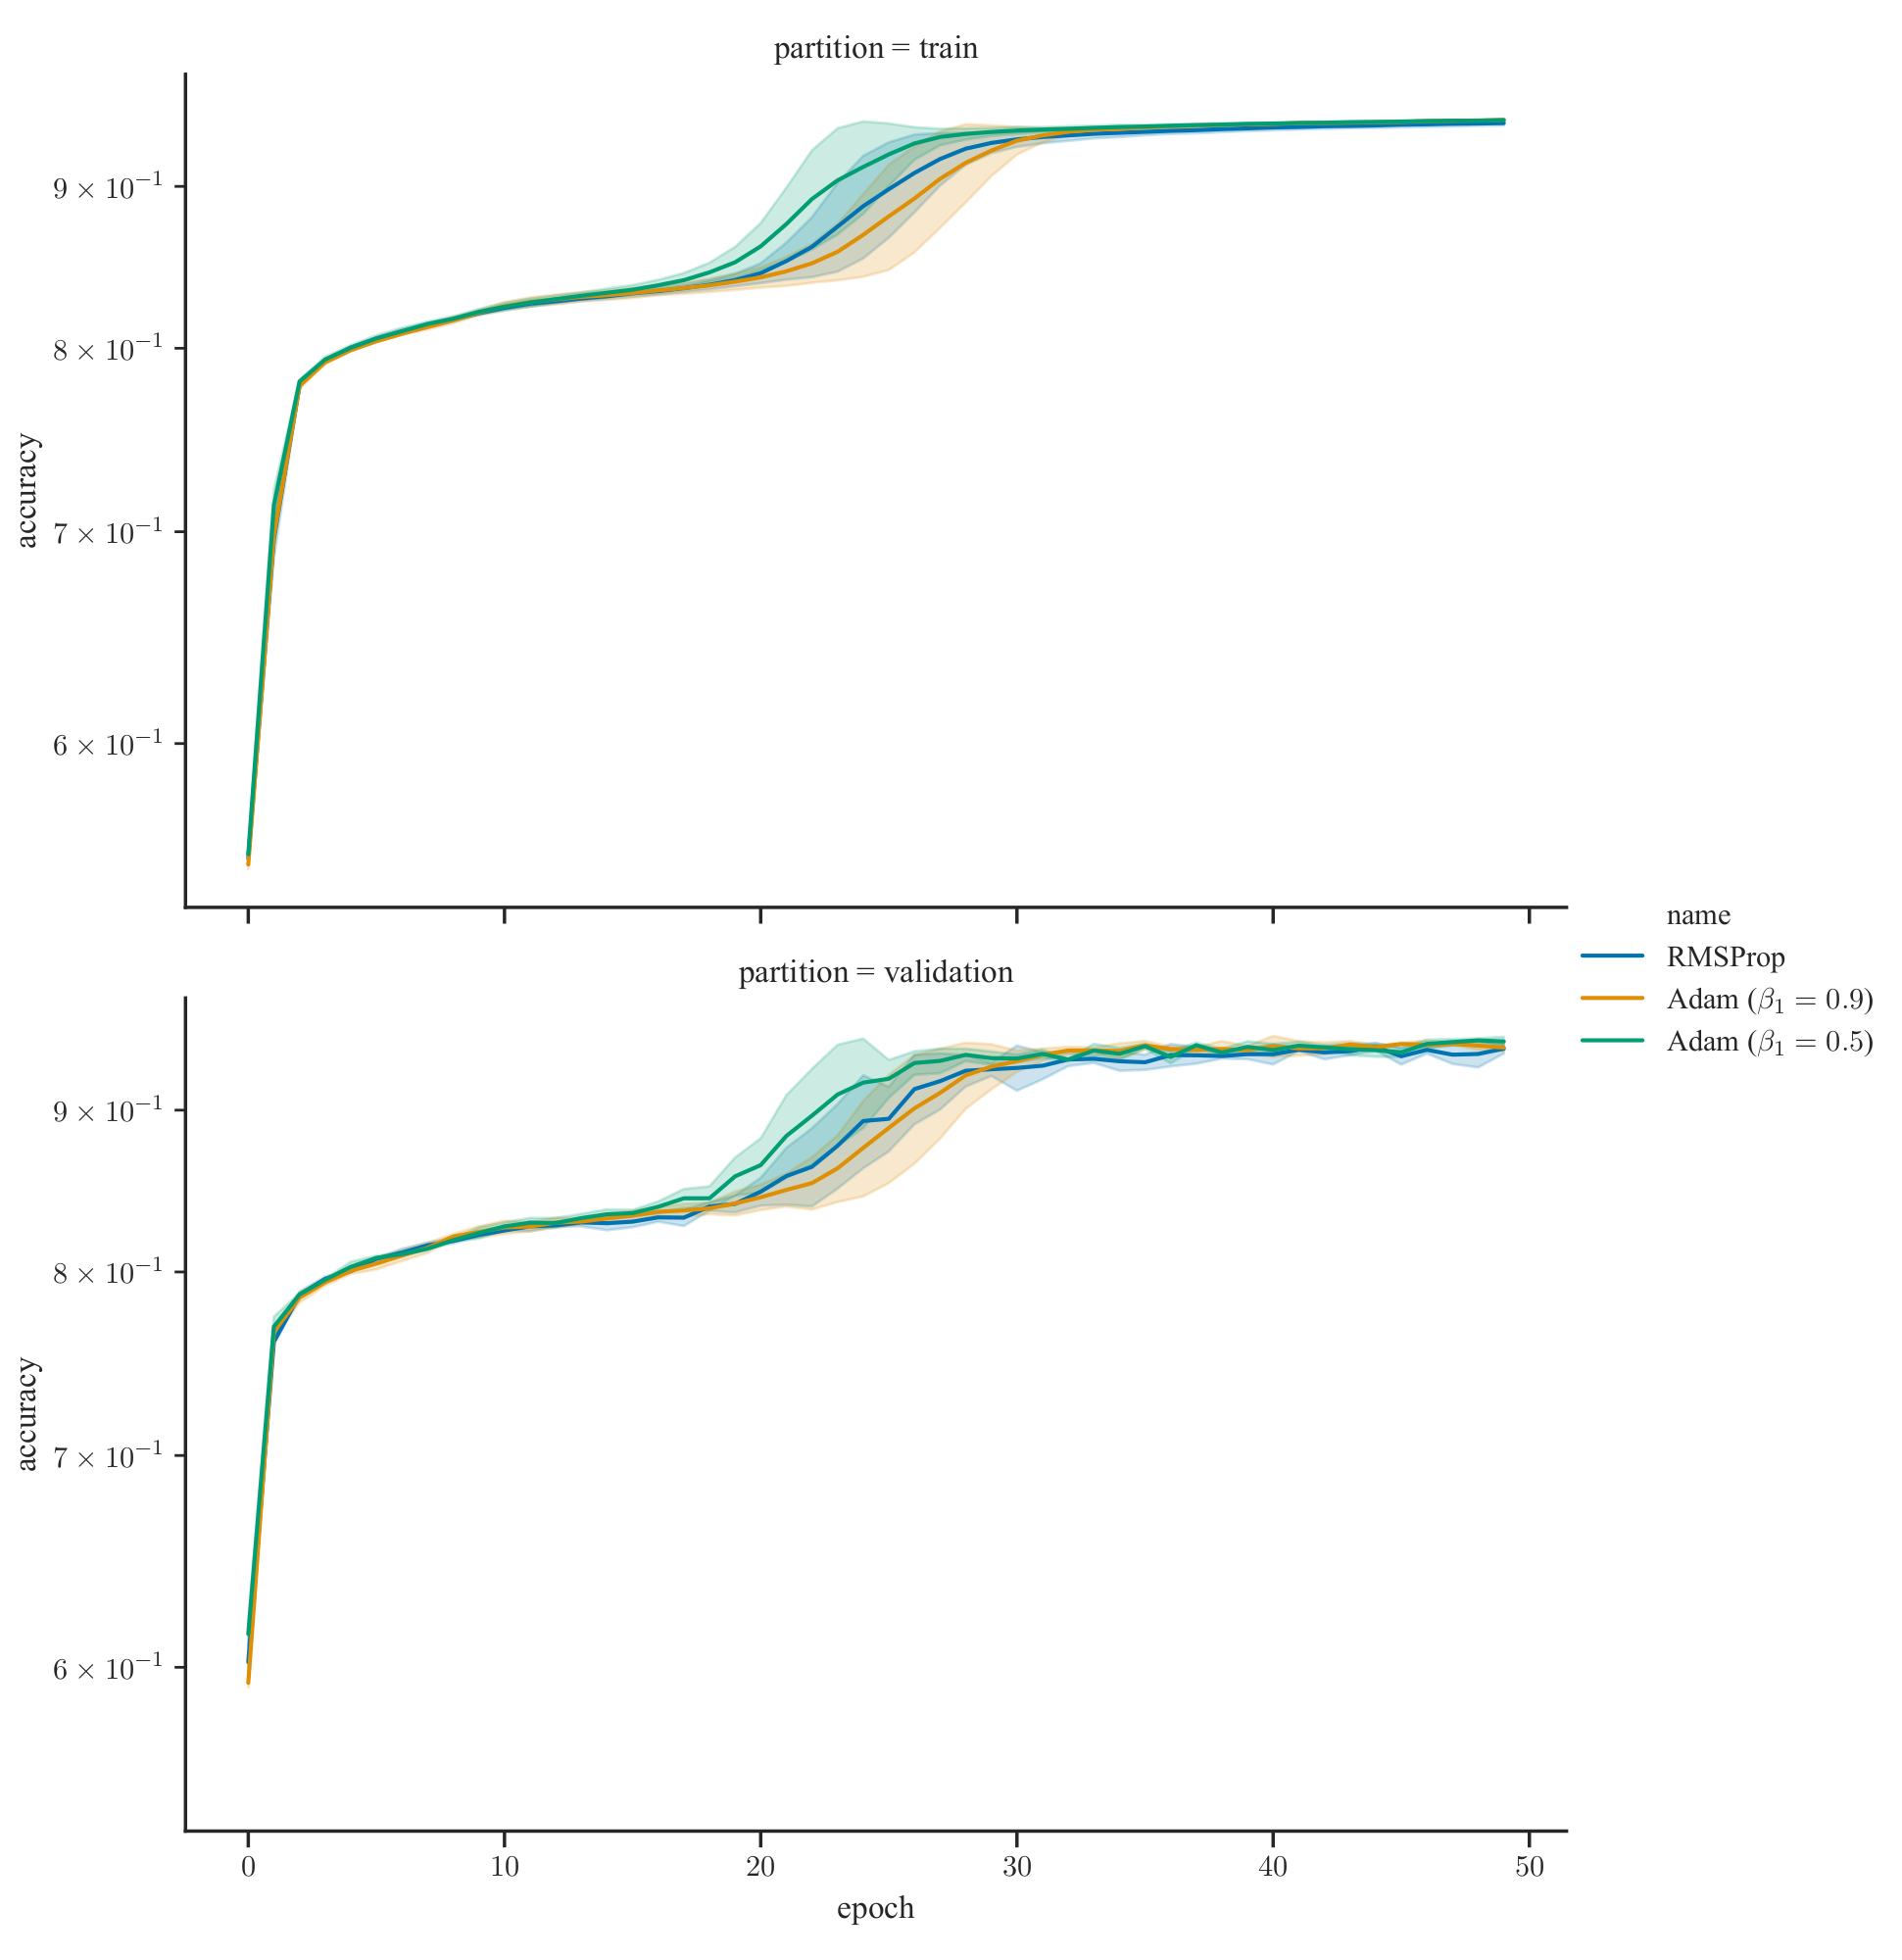 partition = train
accuracy
9 × 10⁻¹
8 × 10⁻¹
7 × 10⁻¹
6 × 10⁻¹
name
RMSProp
Adam (β₁ = 0.9)
Adam (β₁ = 0.5)
partition = validation
accuracy
9 × 10⁻¹
8 × 10⁻¹
7 × 10⁻¹
6 × 10⁻¹
0 10 20 30 40 50
epoch